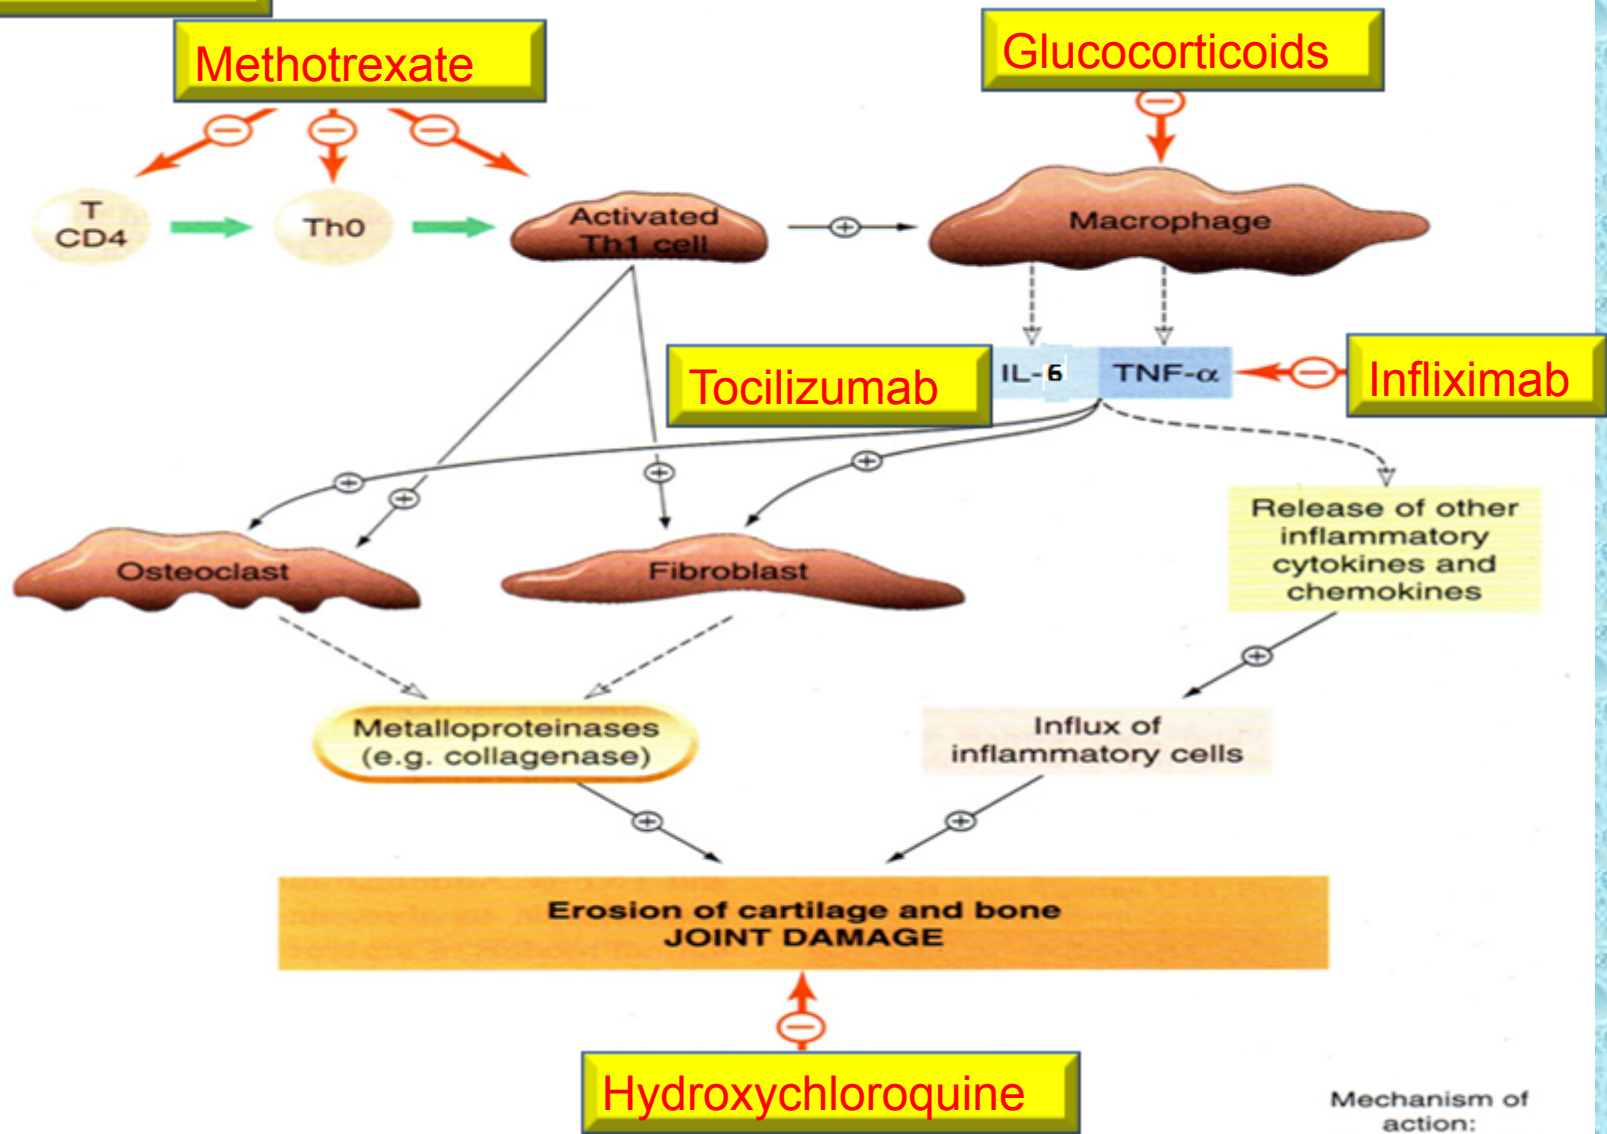 Methotrexate
Glucocorticoids
T
CD4
Th0
Activated
Th1 cell
+
Macrophage
Tocilizumab
IL-6
TNF-α
Infliximab
Osteoclast
Fibroblast
Release of other
inflammatory
cytokines and
chemokines
Metalloproteinases
(e.g. collagenase)
Influx of
inflammatory cells
Erosion of cartilage and bone
JOINT DAMAGE
Hydroxychloroquine
Mechanism of
action: